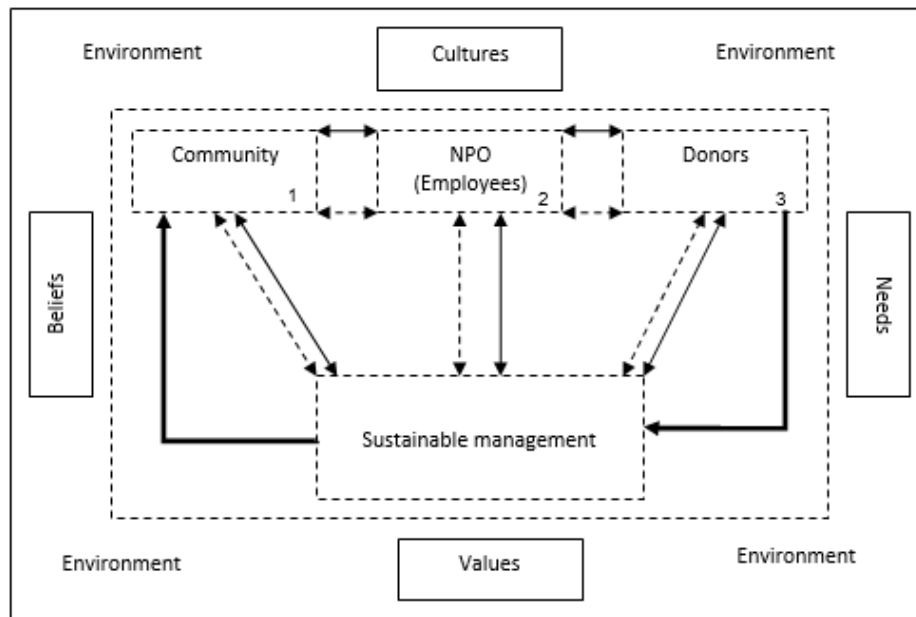 Environment
Cultures
Environment
Community
1
NPO
(Employees)
2
Donors
3
Beliefs
Needs
Sustainable management
Environment
Values
Environment